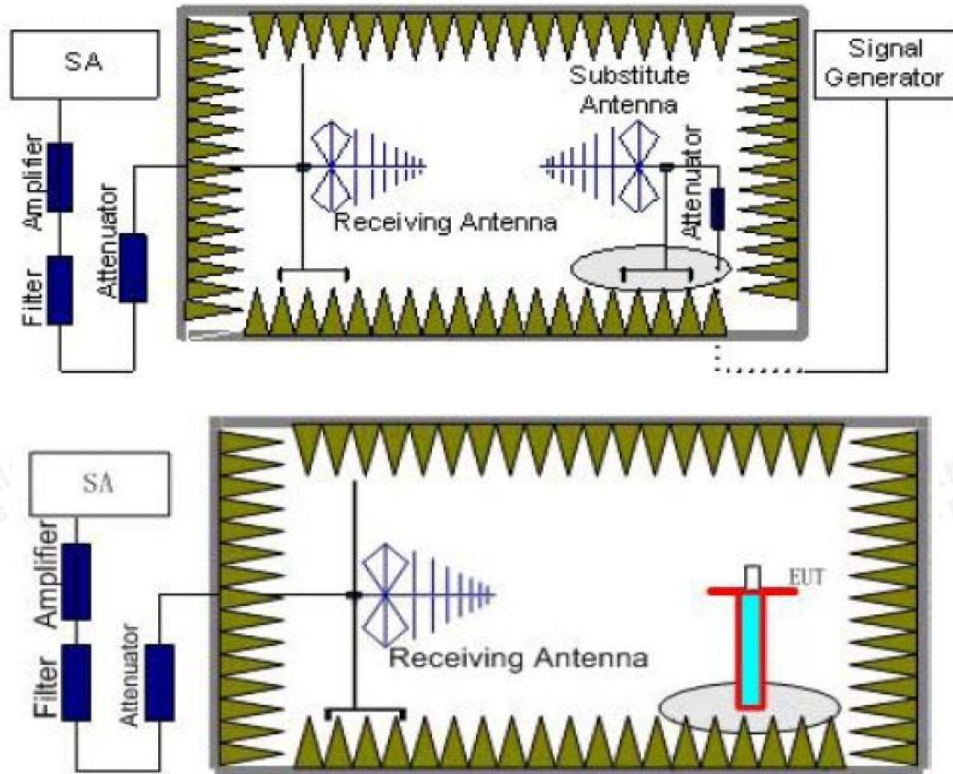 SA
Signal
Generator
Substitute
Antenna
Amplifier
Attenuator
Attenuator
Receiving Antenna
Filter
SA
Amplifier
EUT
Receiving Antenna
Filter
Attenuator